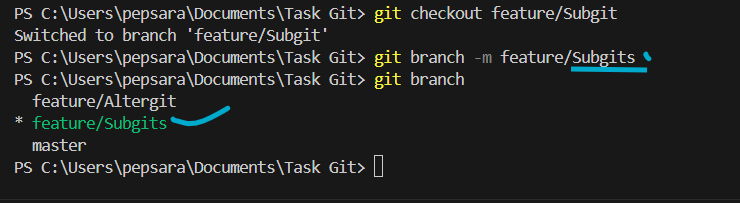 PS C:\Users\pepsara\Documents\Task Git> git checkout feature/Subgit
Switched to branch 'feature/Subgit'
PS C:\Users\pepsara\Documents\Task Git> git branch -m feature/Subgits
PS C:\Users\pepsara\Documents\Task Git> git branch
  feature/Altergit
* feature/Subgits
  master
PS C:\Users\pepsara\Documents\Task Git>